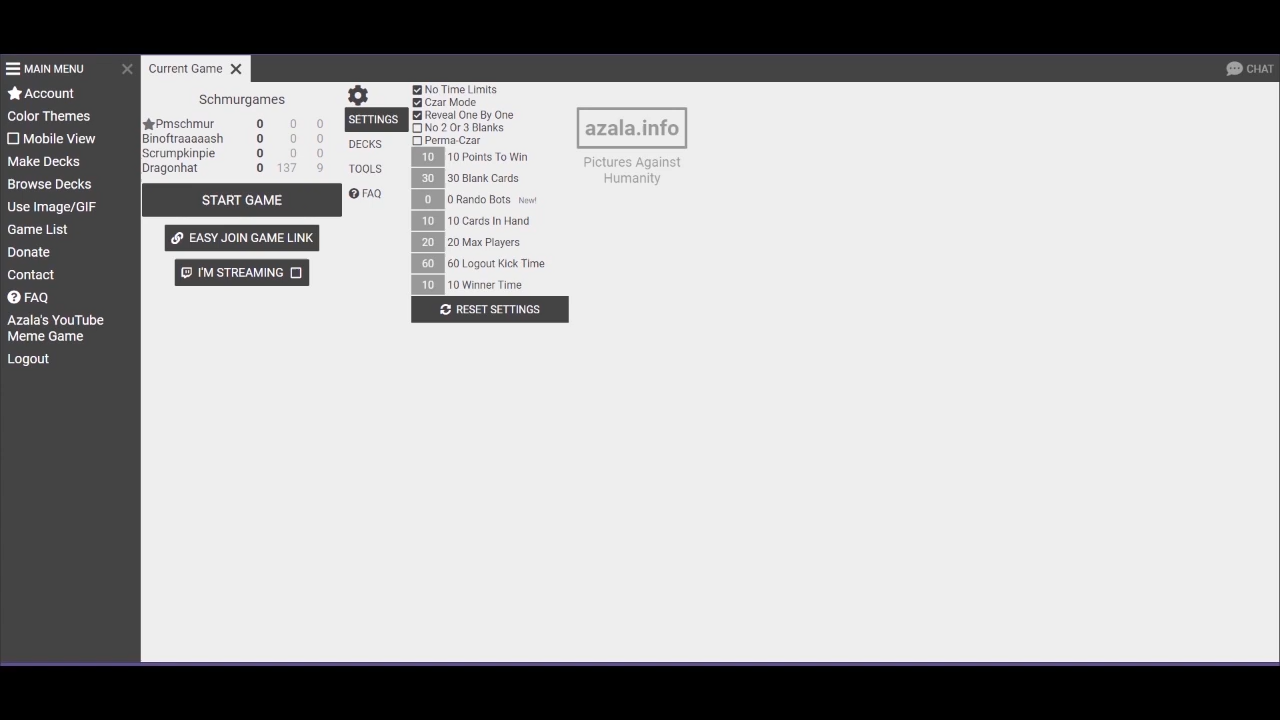 MAIN MENU
Account
Color Themes
Mobile View
Make Decks
Browse Decks
Use Image/GIF
Game List
Donate
Contact
FAQ
Azala's YouTube
Meme Game
Logout
Current Game
CHAT
Schmurgames
Pmschmur 0 0 0
Binoftraaaaash 0 0 0
Scrumpkinpie 0 0 0
Dragonhat 0 137 9
START GAME
EASY JOIN GAME LINK
I'M STREAMING
SETTINGS
DECKS
TOOLS
FAQ
No Time Limits
Czar Mode
Reveal One By One
No 2 Or 3 Blanks
Perma-Czar
10 10 Points To Win
30 30 Blank Cards
0 0 Rando Bots New!
10 10 Cards In Hand
20 20 Max Players
60 60 Logout Kick Time
10 10 Winner Time
RESET SETTINGS
azala.info
Pictures Against
Humanity